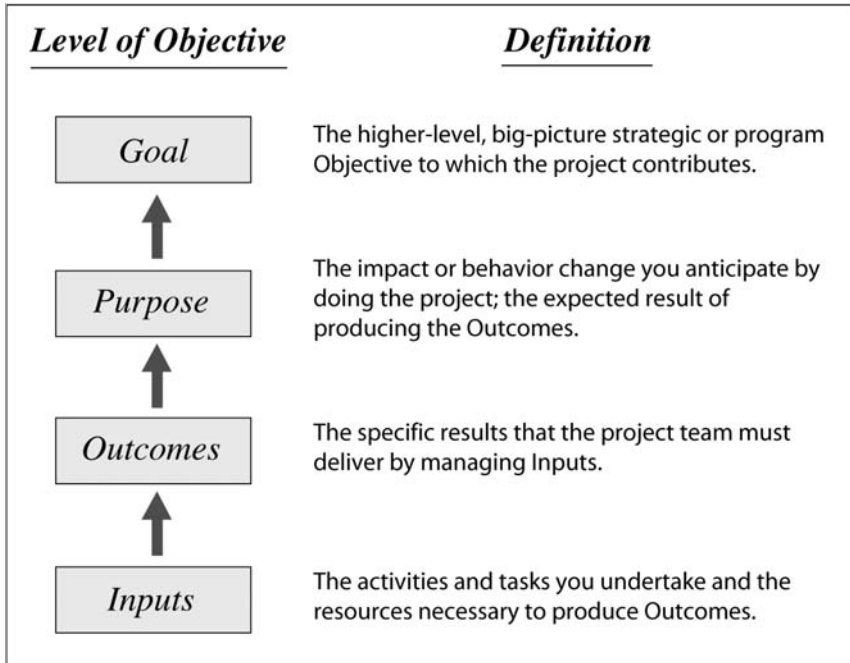 Level of Objective
Definition
Goal
The higher-level, big-picture strategic or program
Objective to which the project contributes.
Purpose
The impact or behavior change you anticipate by
doing the project; the expected result of
producing the Outcomes.
Outcomes
The specific results that the project team must
deliver by managing Inputs.
Inputs
The activities and tasks you undertake and the
resources necessary to produce Outcomes.